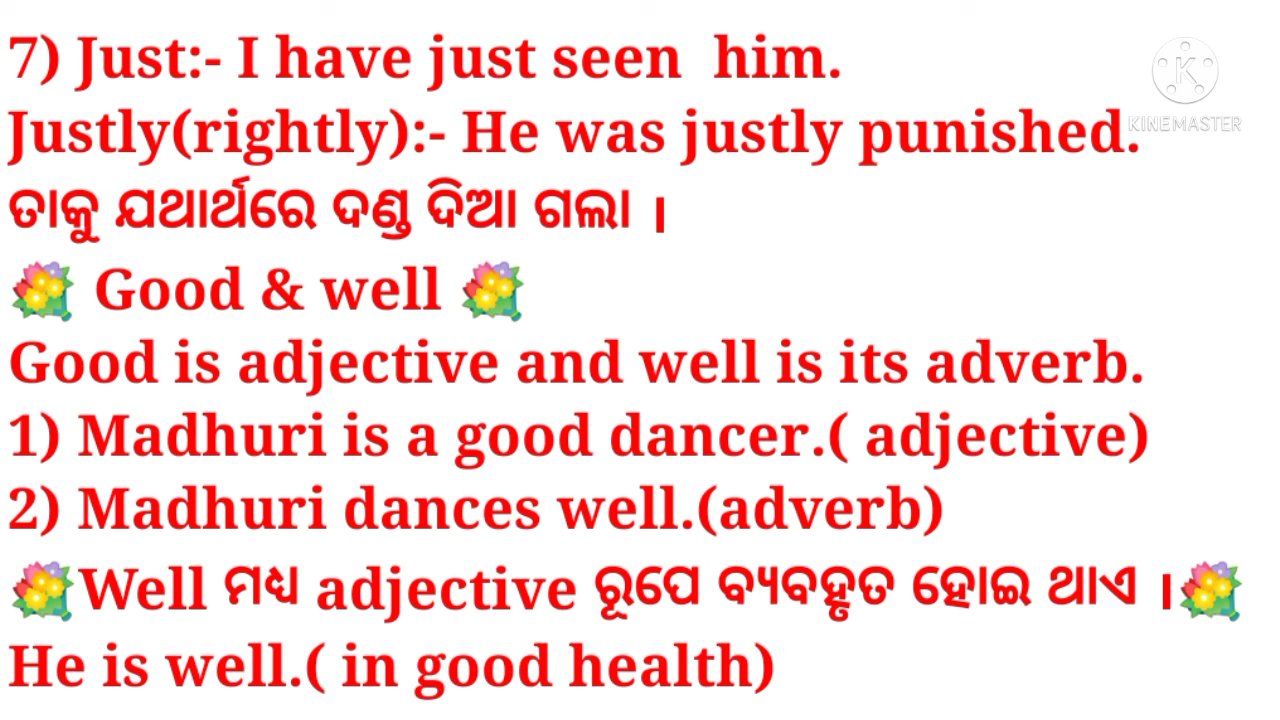 7) Just:- I have just seen him.
Justly(rightly):- He was justly punished.
ତାକୁ ଯଥାର୍ଥରେ ଦଣ୍ଡ ଦିଆ ଗଲା ।
💐 Good & well 💐
Good is adjective and well is its adverb.
1) Madhuri is a good dancer.( adjective)
2) Madhuri dances well.(adverb)
💐Well ମଧ୍ୟ adjective ରୂପେ ବ୍ୟବହୃତ ହୋଇ ଥାଏ ।💐
He is well.( in good health)
KINEMASTER